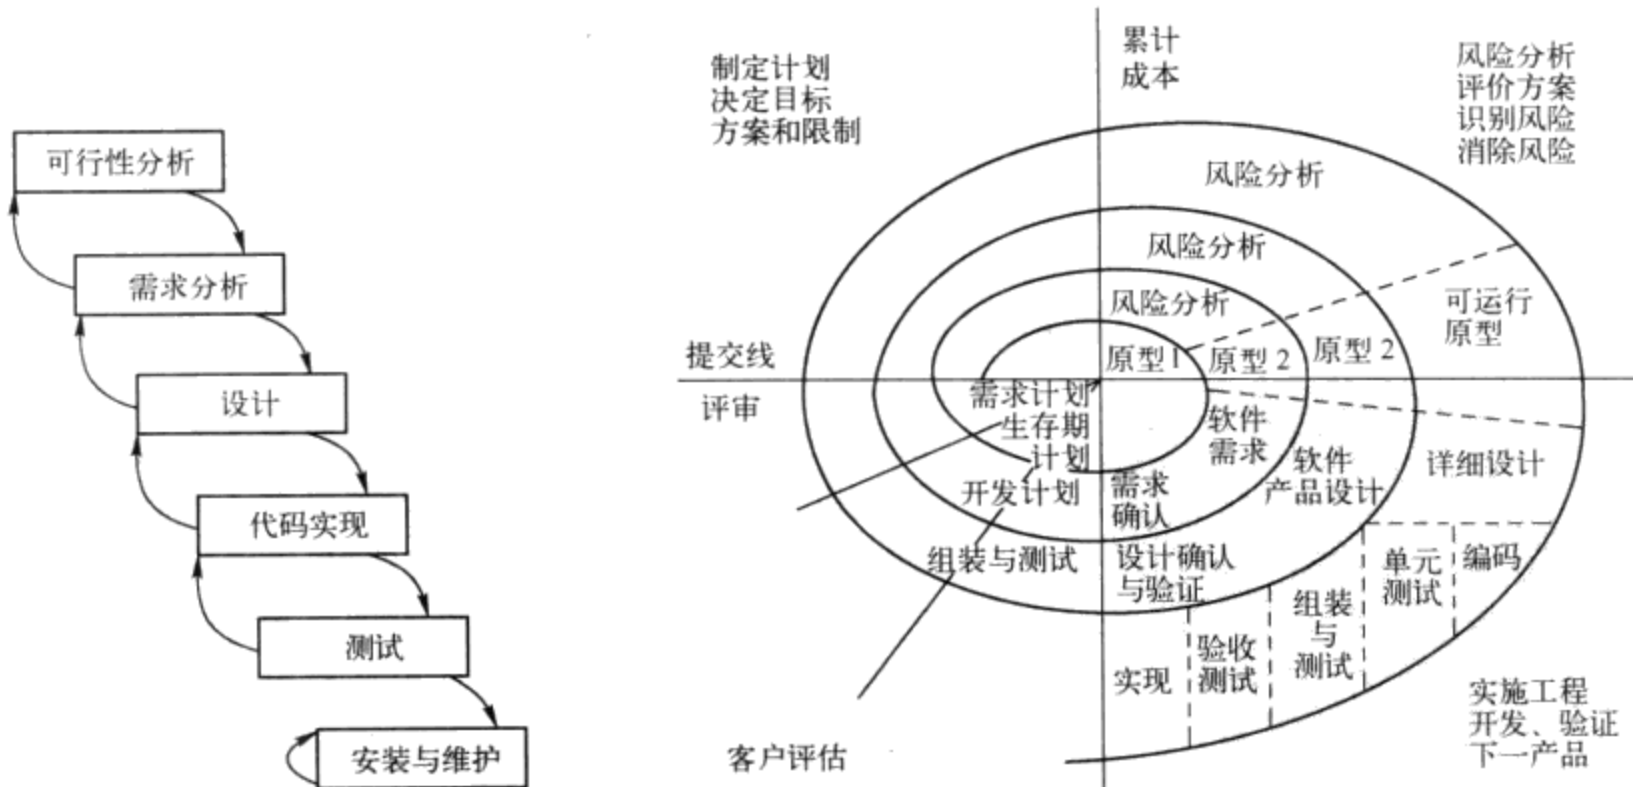 可行性分析
需求分析
设计
代码实现
测试
安装与维护
制定计划
决定目标
方案和限制
累计
成本
风险分析
评价方案
识别风险
消除风险
风险分析
风险分析
风险分析
可运行
原型
原型1
原型2
原型2
提交线
评审
需求计划
生存期
计划
开发计划
组装与测试
软件
需求
需求
确认
软件
产品设计
详细设计
设计确认
与验证
单元
测试
编码
组装
与
测试
验收
测试
实现
客户评估
实施工程
开发、验证
下一产品